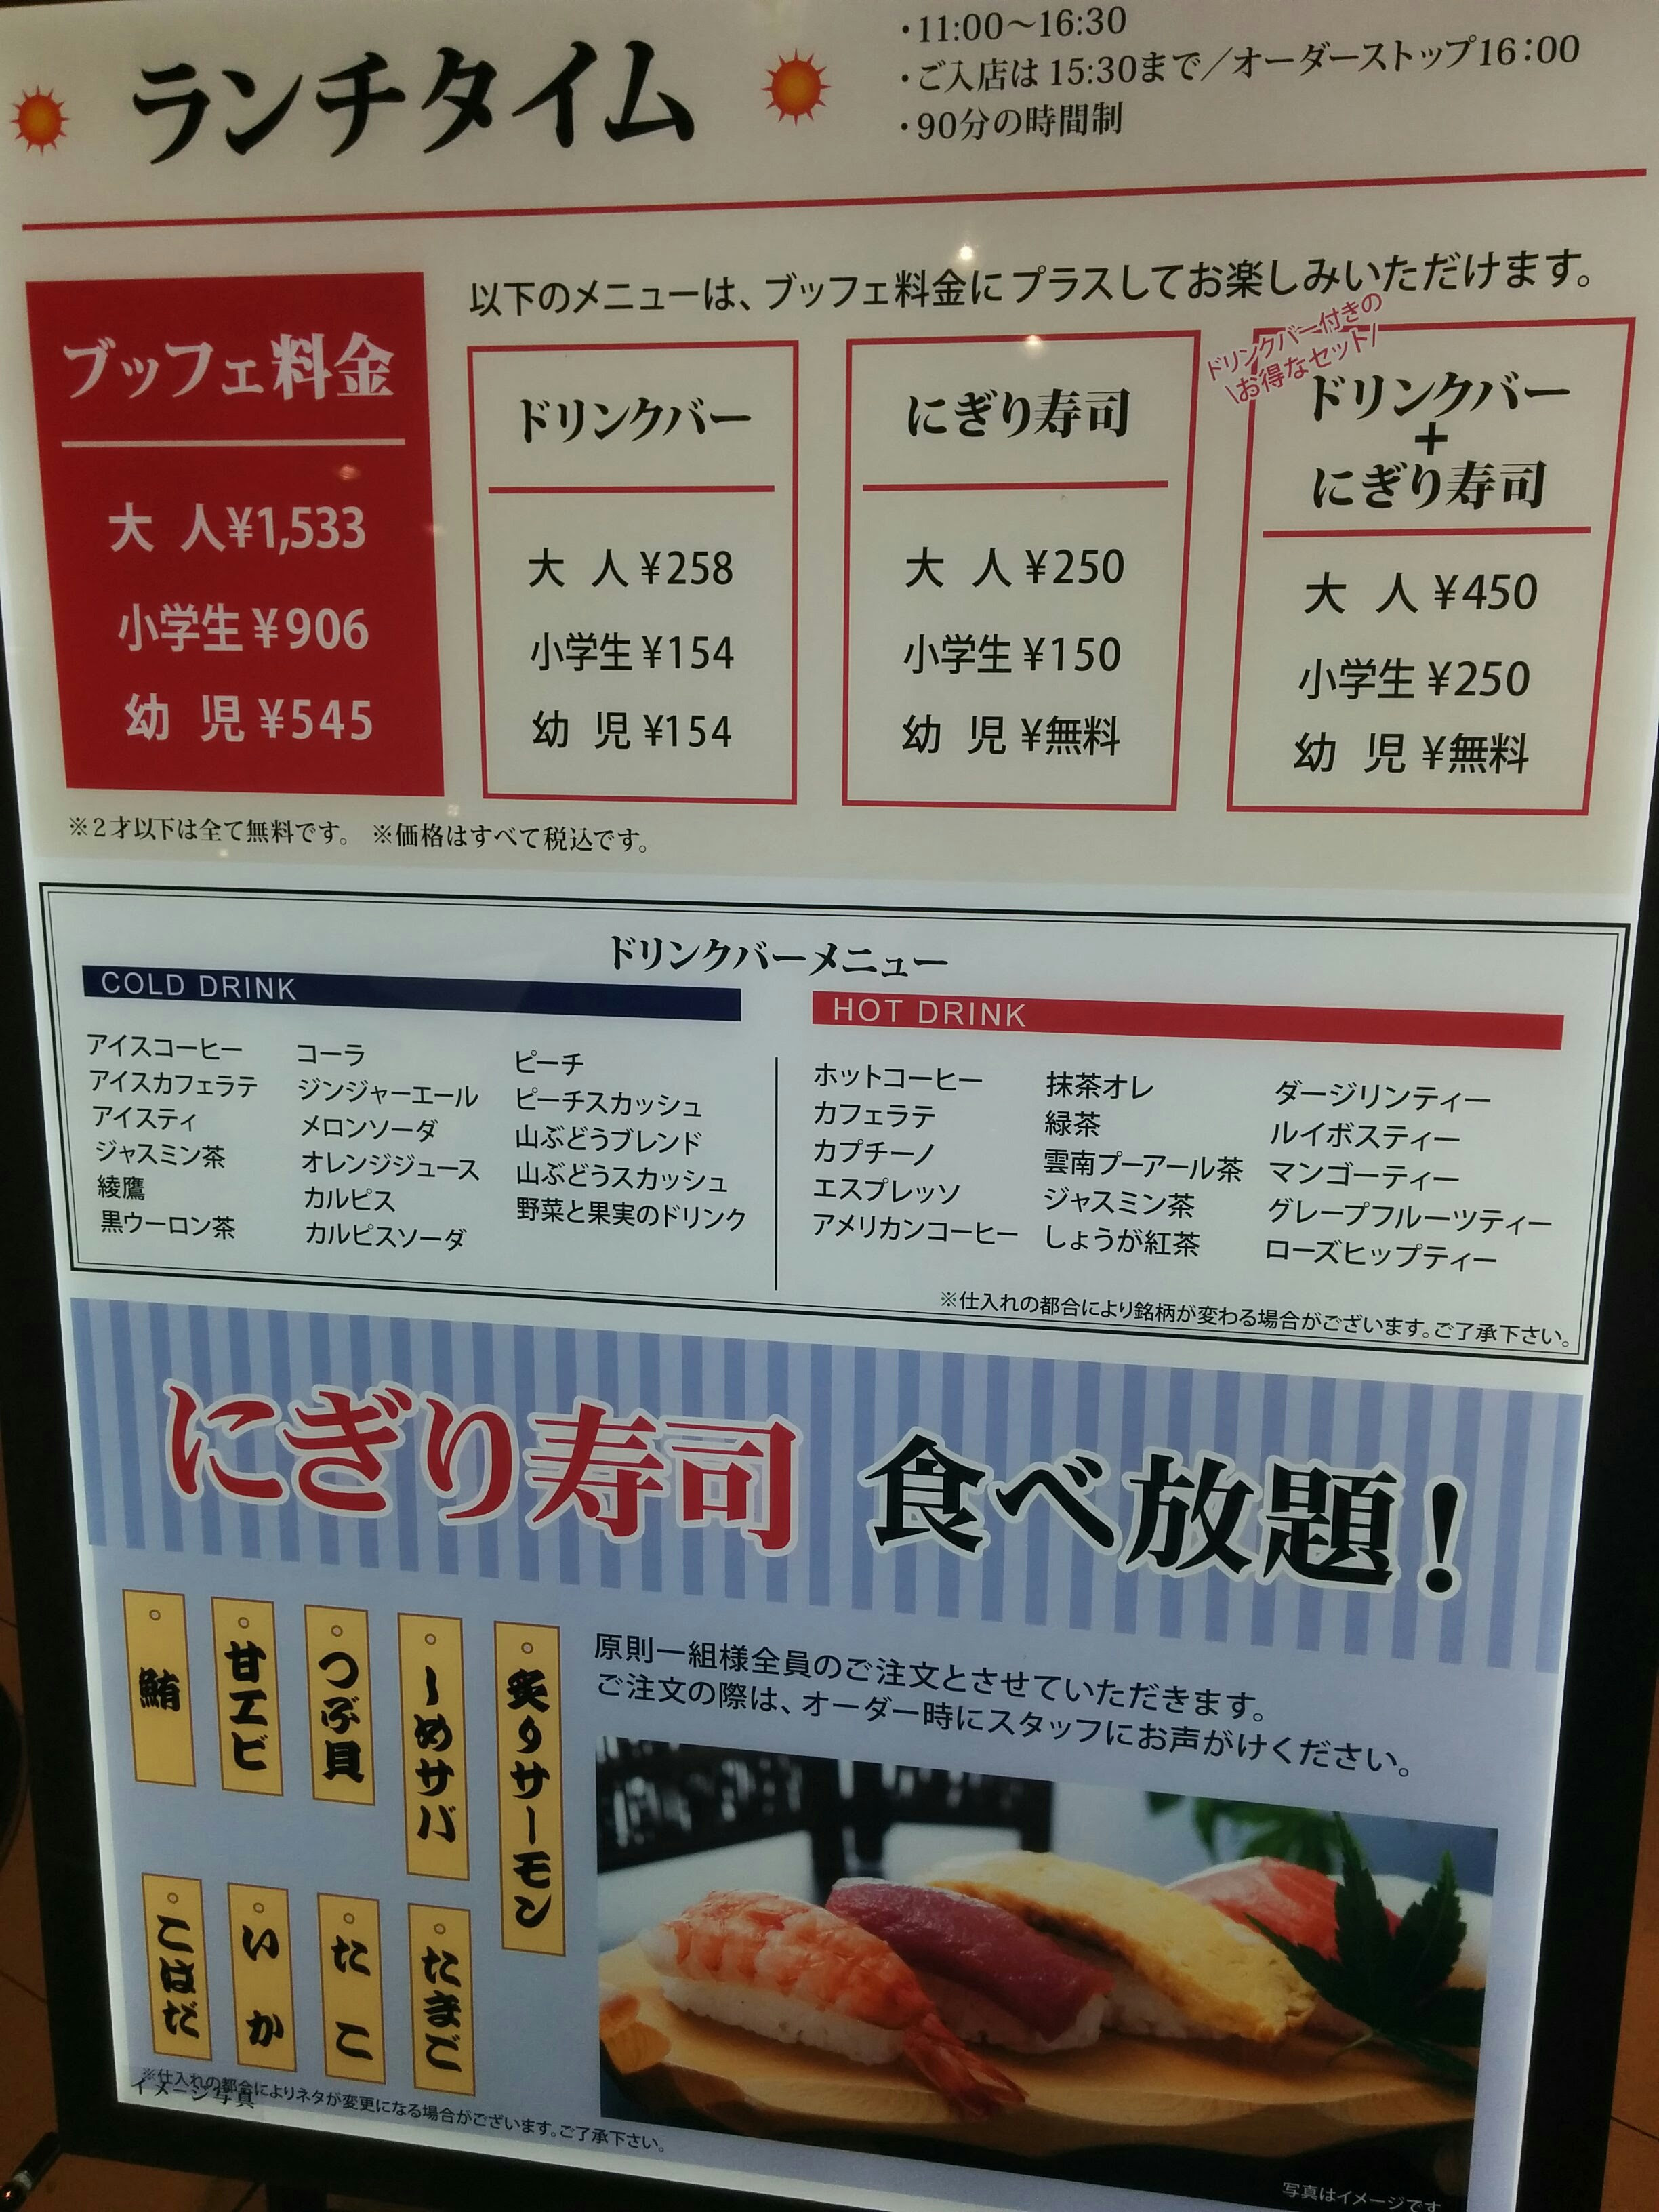 ランチタイム
・11:00〜16:30
・ご入店は 15:30まで／オーダーストップ16:00
・90分の時間制
以下のメニューは、ブッフェ料金にプラスしてお楽しみいただけます。
ブッフェ料金
大 人¥1,533
小学生¥906
幼 児¥545
ドリンクバー
大 人¥258
小学生¥154
幼 児¥154
にぎり寿司
大 人¥250
小学生¥150
幼 児¥無料
ドリンクバー付きの
\お得なセット/
ドリンクバー
+
にぎり寿司
大 人¥450
小学生¥250
幼 児¥無料
※2才以下は全て無料です。 ※価格はすべて税込です。
ドリンクバーメニュー
COLD DRINK
アイスコーヒー
アイスカフェラテ
アイスティ
ジャスミン茶
綾鷹
黒ウーロン茶
コーラ
ジンジャーエール
メロンソーダ
オレンジジュース
カルピス
カルピスソーダ
ピーチ
ピーチスカッシュ
山ぶどうブレンド
山ぶどうスカッシュ
野菜と果実のドリンク
HOT DRINK
ホットコーヒー
カフェラテ
カプチーノ
エスプレッソ
アメリカンコーヒー
抹茶オレ
緑茶
雲南プーアール茶
ジャスミン茶
しょうが紅茶
ダージリンティー
ルイボスティー
マンゴーティー
グレープフルーツティー
ローズヒップティー
※仕入れの都合により銘柄が変わる場合がございます。ご了承下さい。
にぎり寿司 食べ放題！
原則一組様全員のご注文とさせていただきます。
ご注文の際は、オーダー時にスタッフにお声がけください。
鮪
甘エビ
つぶ貝
〆めサバ
炙りサーモン
こはだ
いか
たこ
たまご
※仕入れの都合によりネタが変更になる場合がございます。ご了承下さい。
イメージ写真
写真はイメージです